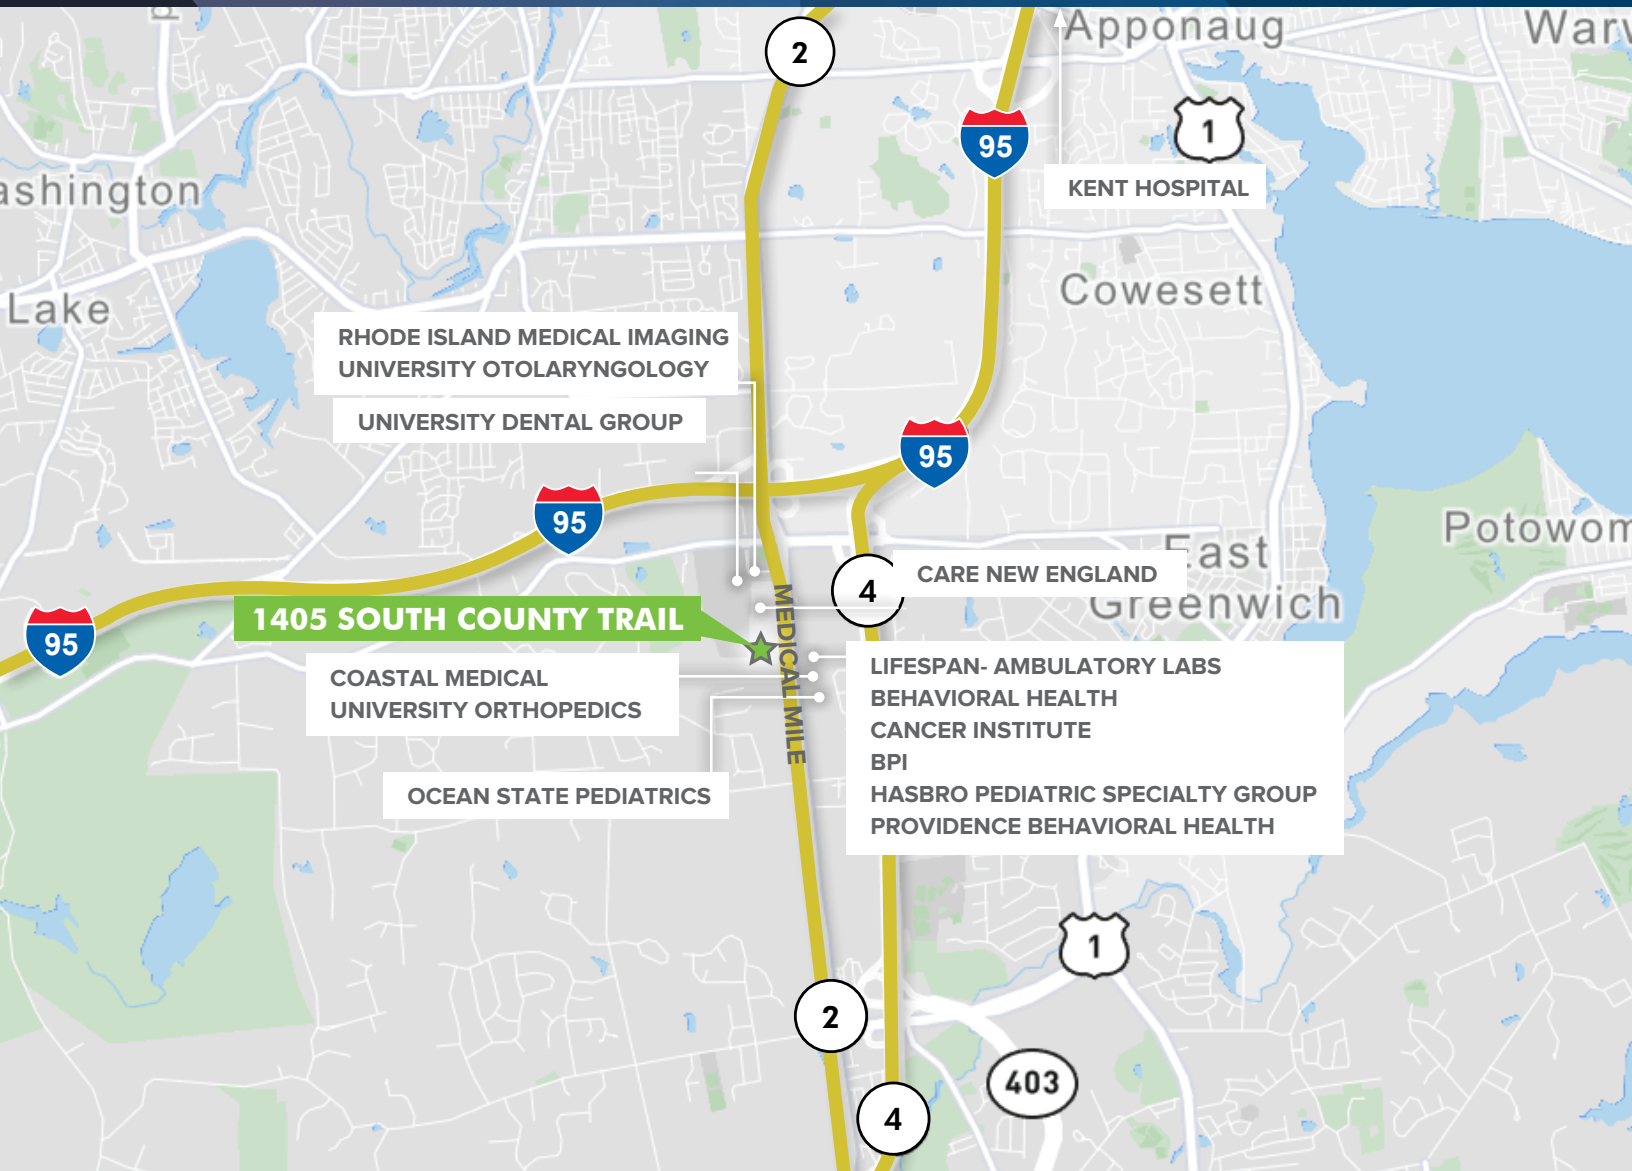 2
Apponaug
95
1
KENT HOSPITAL
Cowesett
Lake
RHODE ISLAND MEDICAL IMAGING
UNIVERSITY OTOLARYNGOLOGY
UNIVERSITY DENTAL GROUP
95
95
Potowom
East
Greenwich
4
CARE NEW ENGLAND
95
1405 SOUTH COUNTY TRAIL
MEDICAL MILE
COASTAL MEDICAL
UNIVERSITY ORTHOPEDICS
LIFESPAN- AMBULATORY LABS
BEHAVIORAL HEALTH
CANCER INSTITUTE
BPI
HASBRO PEDIATRIC SPECIALTY GROUP
PROVIDENCE BEHAVIORAL HEALTH
OCEAN STATE PEDIATRICS
1
2
403
4
ashington